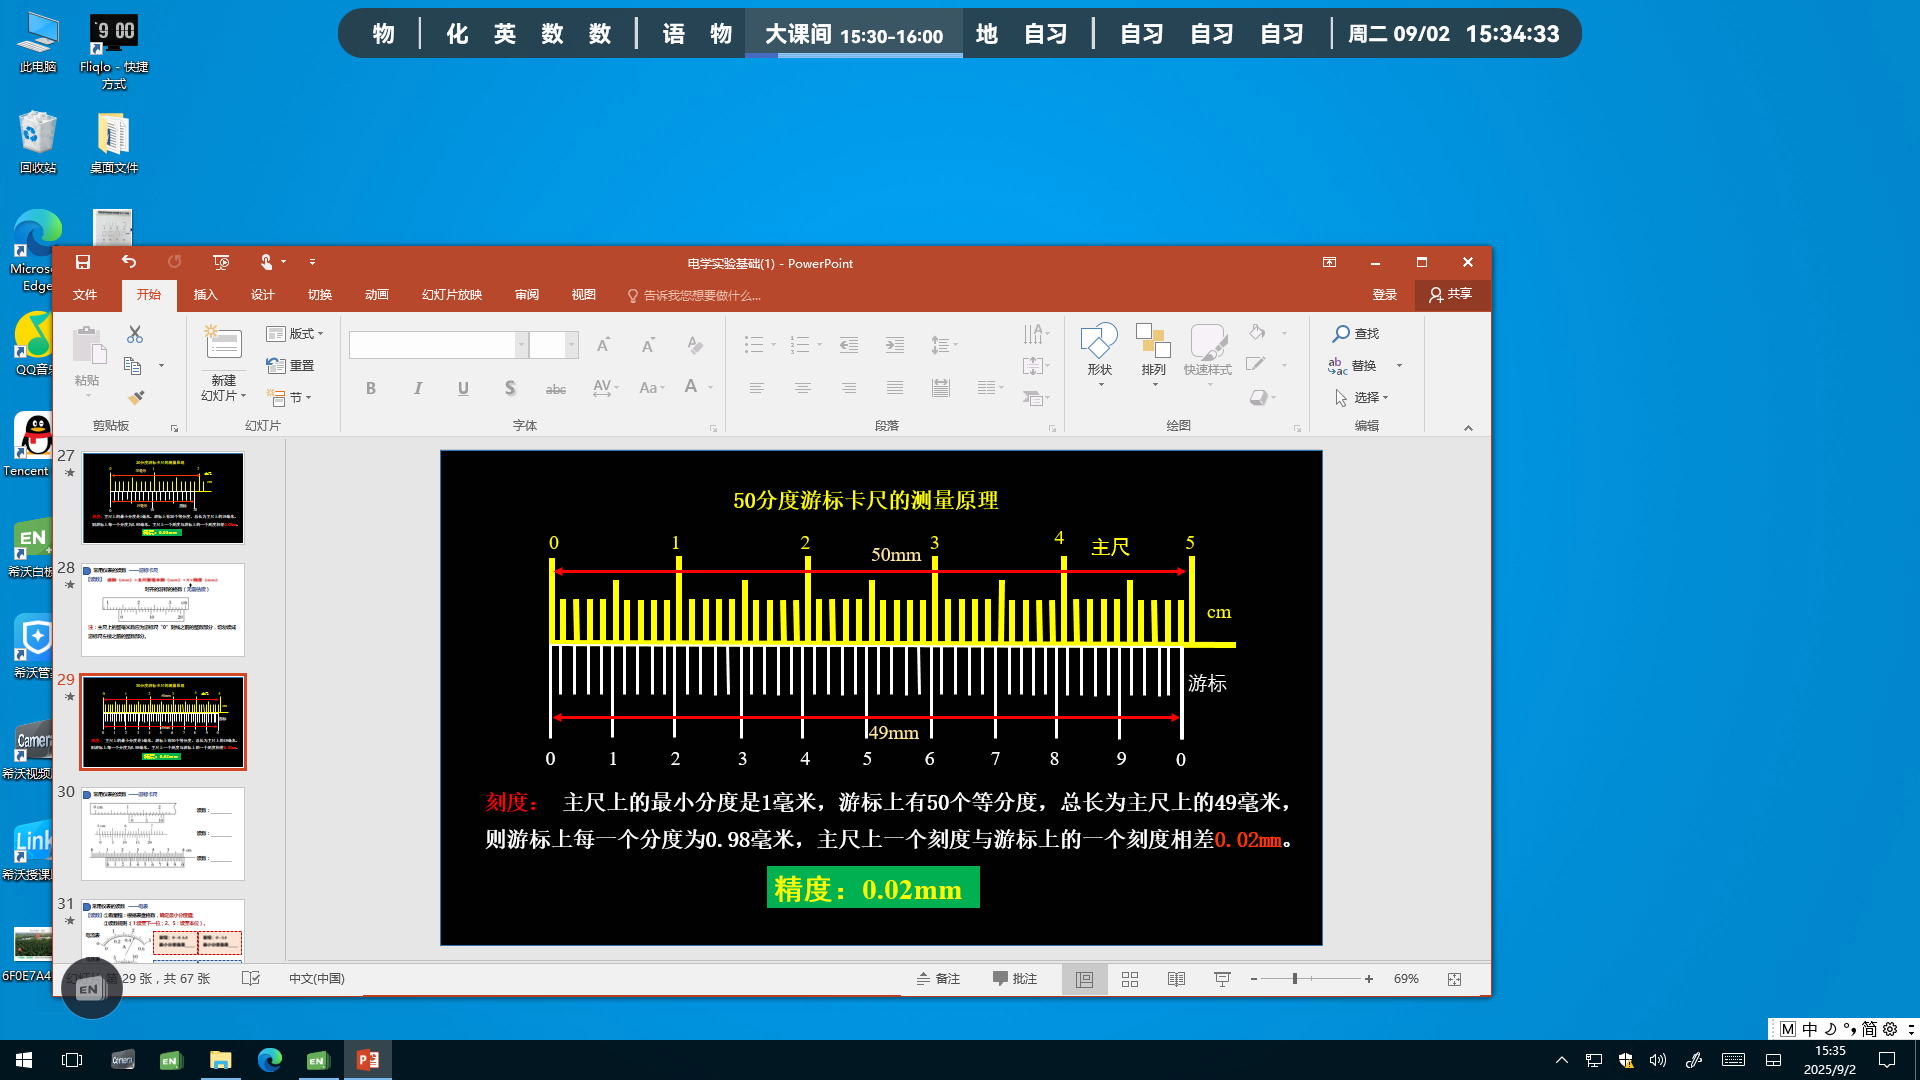 物 | 化 英 数 数 | 语 物 大课间 15:30-16:00 地 自习 | 自习 自习 自习 | 周二 09/02 15:34:33
此电脑
Fliqlo - 快捷方式
回收站
桌面文件
Microso
Edge
QQ音乐
Tencent
希沃白板
希沃管家
希沃视频
希沃授课
6F0E7A4
电学实验基础(1) - PowerPoint
文件 开始 插入 设计 切换 动画 幻灯片放映 审阅 视图 告诉我您想要做什么... 登录 共享
粘贴
剪贴板
新建
幻灯片
版式
重置
节
幻灯片
B I U S abc AV Aa A
字体
段落
形状 排列 快速样式
绘图
查找
替换
选择
编辑
27
28
29
30
31
50分度游标卡尺的测量原理
0 1 2 3 4 5
50mm
主尺
cm
游标
49mm
0 1 2 3 4 5 6 7 8 9 0
刻度： 主尺上的最小分度是1毫米，游标上有50个等分度，总长为主尺上的49毫米，
则游标上每一个分度为0.98毫米，主尺上一个刻度与游标上的一个刻度相差0.02mm。
精度：0.02mm
第 29 张，共 67 张 中文(中国) 备注 批注 69%
EN
M 中 简
15:35
2025/9/2